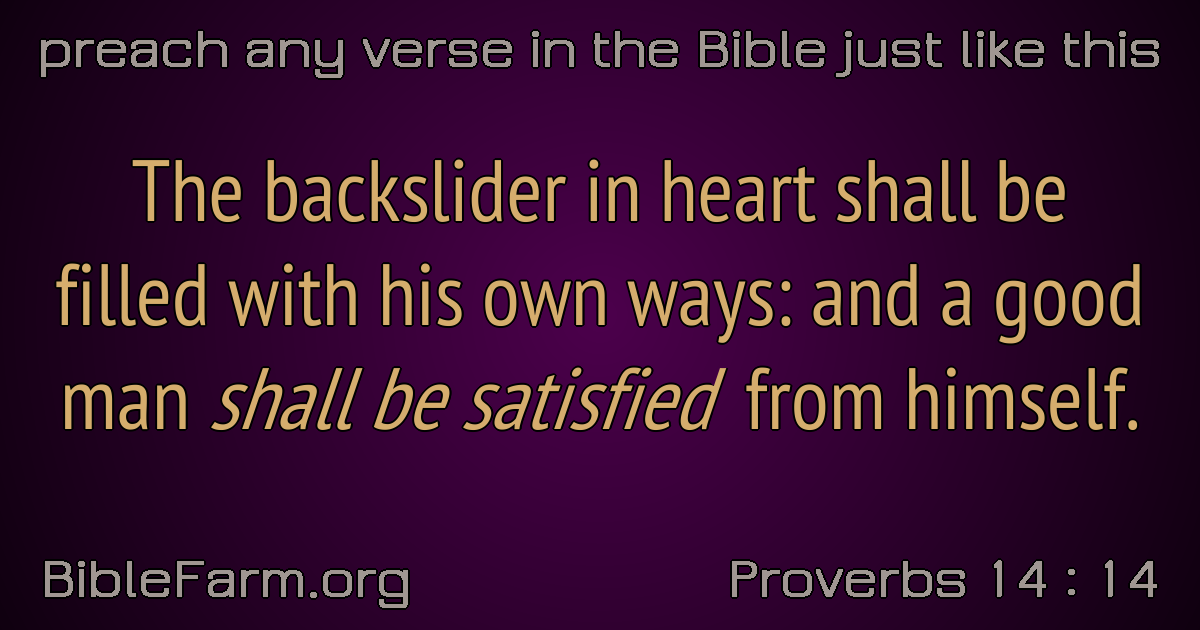 preach any verse in the Bible just like this
The backslider in heart shall be
filled with his own ways: and a good
man shall be satisfied from himself.
BibleFarm.org
Proverbs 14 : 14